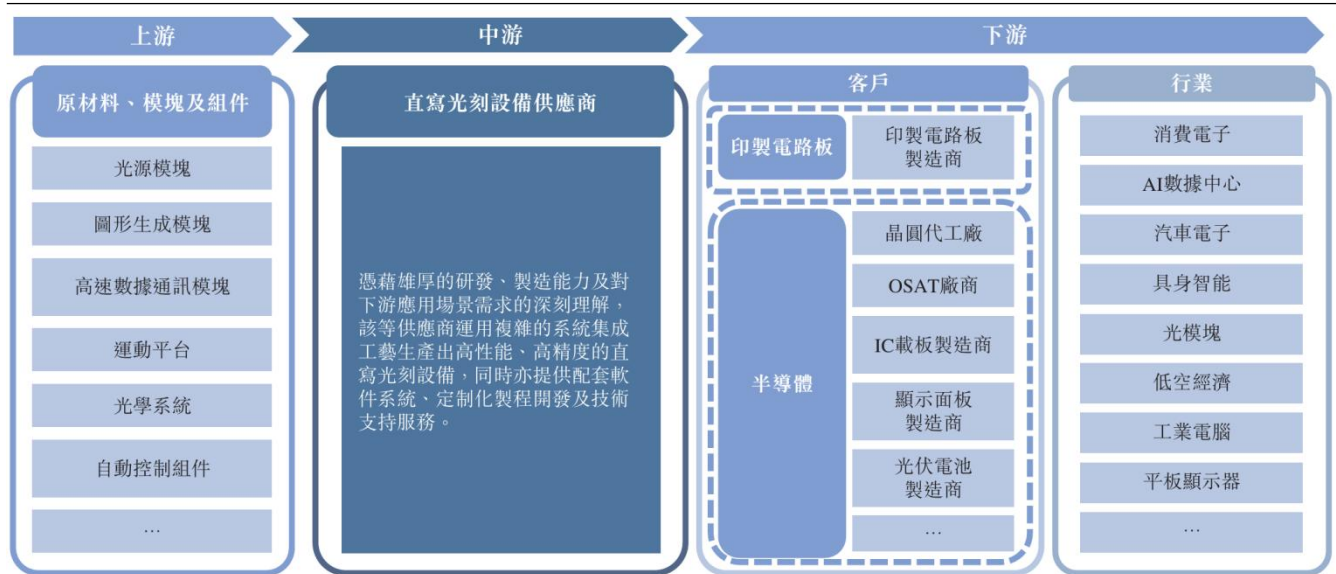 上游
中游
下游
原材料、模塊及組件
光源模塊
圖形生成模塊
高速數據通訊模塊
運動平台
光學系統
自動控制組件
…
直寫光刻設備供應商
憑藉雄厚的研發、製造能力及對
下游應用場景需求的深刻理解，
該等供應商運用複雜的系統集成
工藝生產出高性能、高精度的直
寫光刻設備，同時亦提供配套軟
件系統、定制化製程開發及技術
支持服務。
客戶
印製電路板
印製電路板
製造商
半導體
晶圓代工廠
OSAT廠商
IC載板製造商
顯示面板
製造商
光伏電池
製造商
…
行業
消費電子
AI數據中心
汽車電子
具身智能
光模塊
低空經濟
工業電腦
平板顯示器
…